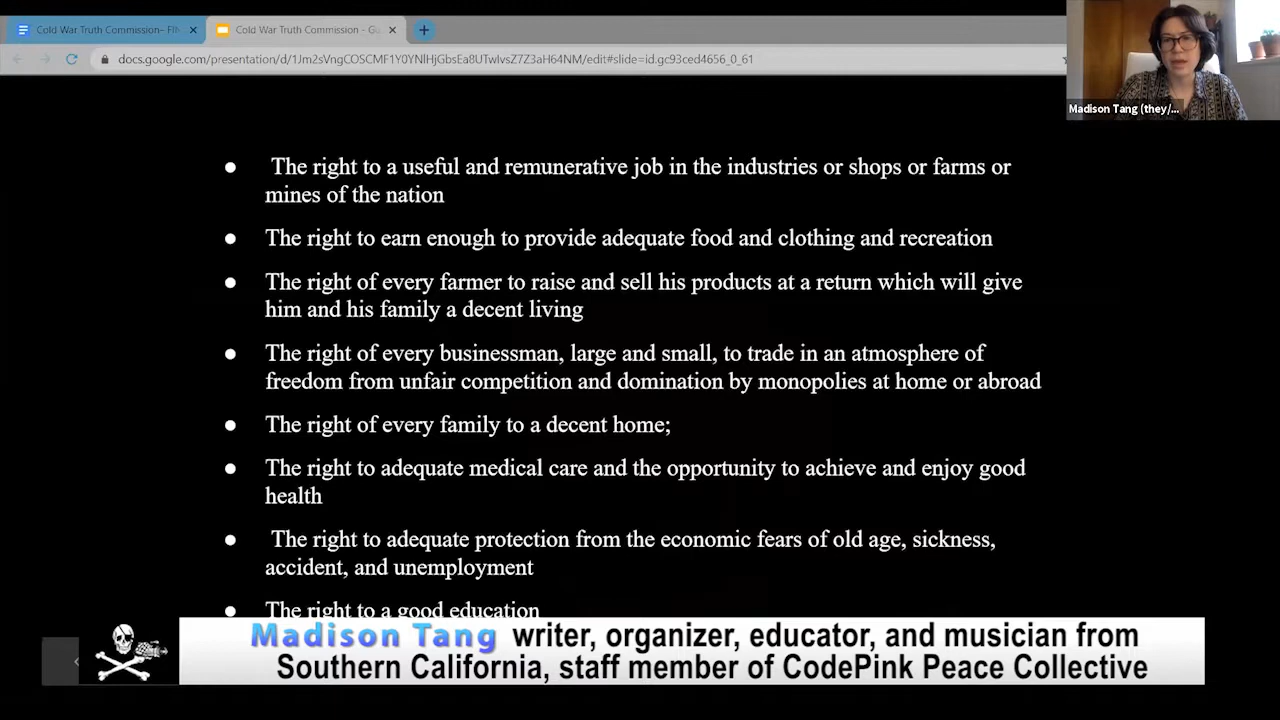 Cold War Truth Commission- FIN
Cold War Truth Commission - Gu
docs.google.com/presentation/d/1Jm2sVngCOSCMF1Y0YNlHjGbsEa8UTwIvsZ7Z3aH64NM/edit#slide=id.gc93ced4656_0_61
Madison Tang (they/...
● The right to a useful and remunerative job in the industries or shops or farms or
mines of the nation
● The right to earn enough to provide adequate food and clothing and recreation
● The right of every farmer to raise and sell his products at a return which will give
him and his family a decent living
● The right of every businessman, large and small, to trade in an atmosphere of
freedom from unfair competition and domination by monopolies at home or abroad
● The right of every family to a decent home;
● The right to adequate medical care and the opportunity to achieve and enjoy good
health
● The right to adequate protection from the economic fears of old age, sickness,
accident, and unemployment
● The right to a good education
Madison Tang writer, organizer, educator, and musician from
Southern California, staff member of CodePink Peace Collective